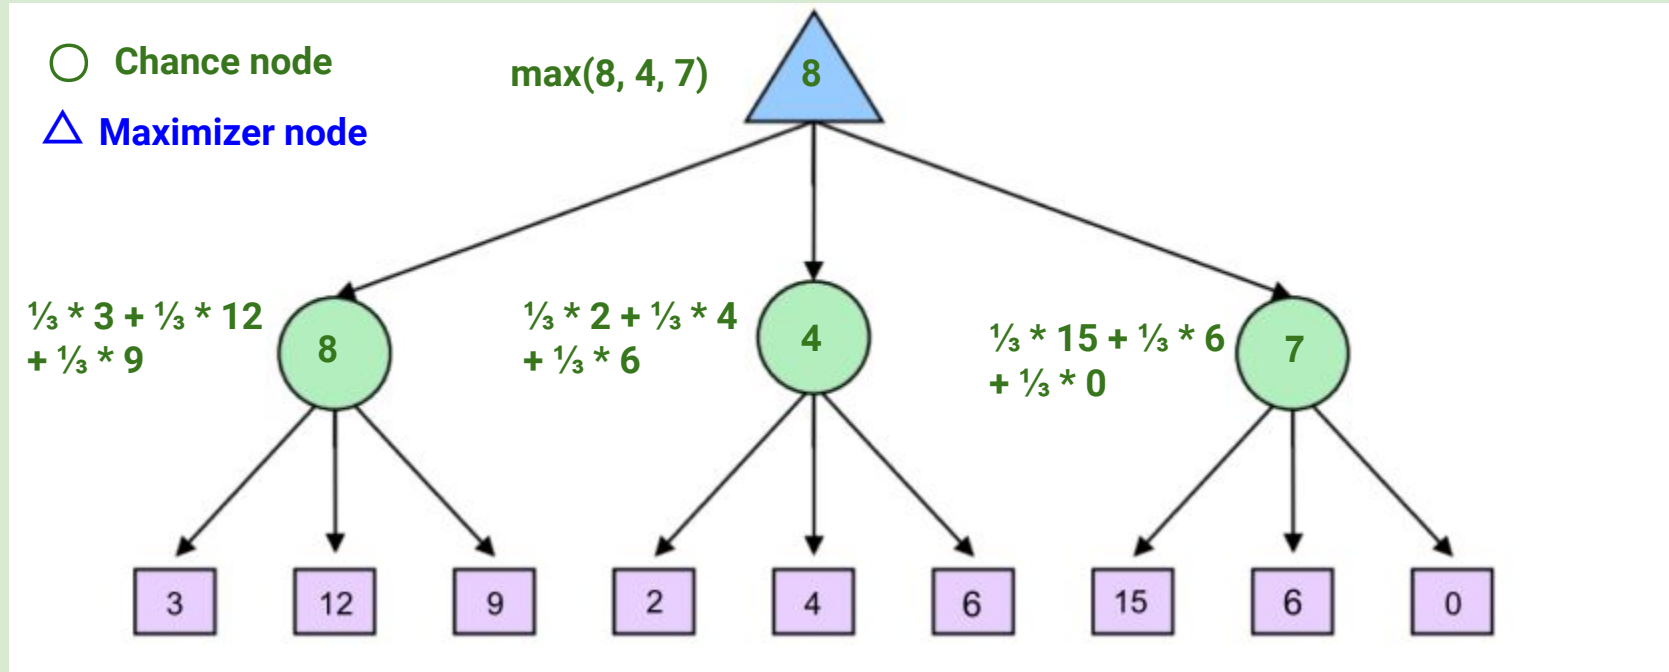 Chance node
Maximizer node
max(8, 4, 7)
8
⅓ * 3 + ⅓ * 12
+ ⅓ * 9
8
⅓ * 2 + ⅓ * 4
+ ⅓ * 6
4
⅓ * 15 + ⅓ * 6
+ ⅓ * 0
7
3
12
9
2
4
6
15
6
0